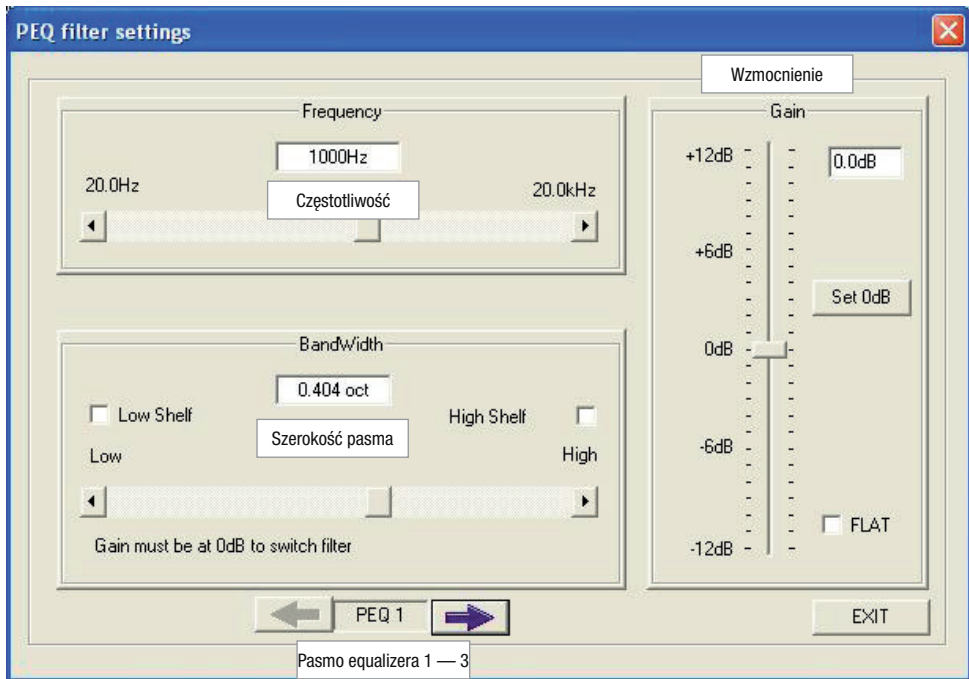 PEQ filter settings
Wzmocnienie
Frequency
1000Hz
20.0Hz
20.0kHz
Częstotliwość
BandWidth
0.404 oct
Low Shelf
High Shelf
Szerokość pasma
Low
High
Gain must be at 0dB to switch filter
Gain
+12dB
0.0dB
+6dB
Set 0dB
0dB
-6dB
FLAT
-12dB
PEQ 1
EXIT
Pasmo equalizera 1 — 3